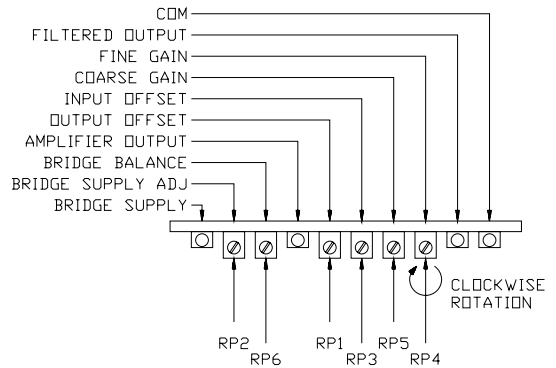 COM
FILTERED OUTPUT
FINE GAIN
COARSE GAIN
INPUT OFFSET
OUTPUT OFFSET
AMPLIFIER OUTPUT
BRIDGE BALANCE
BRIDGE SUPPLY ADJ
BRIDGE SUPPLY
CLOCKWISE
ROTATION
RP2
RP6
RP1
RP3
RP5
RP4